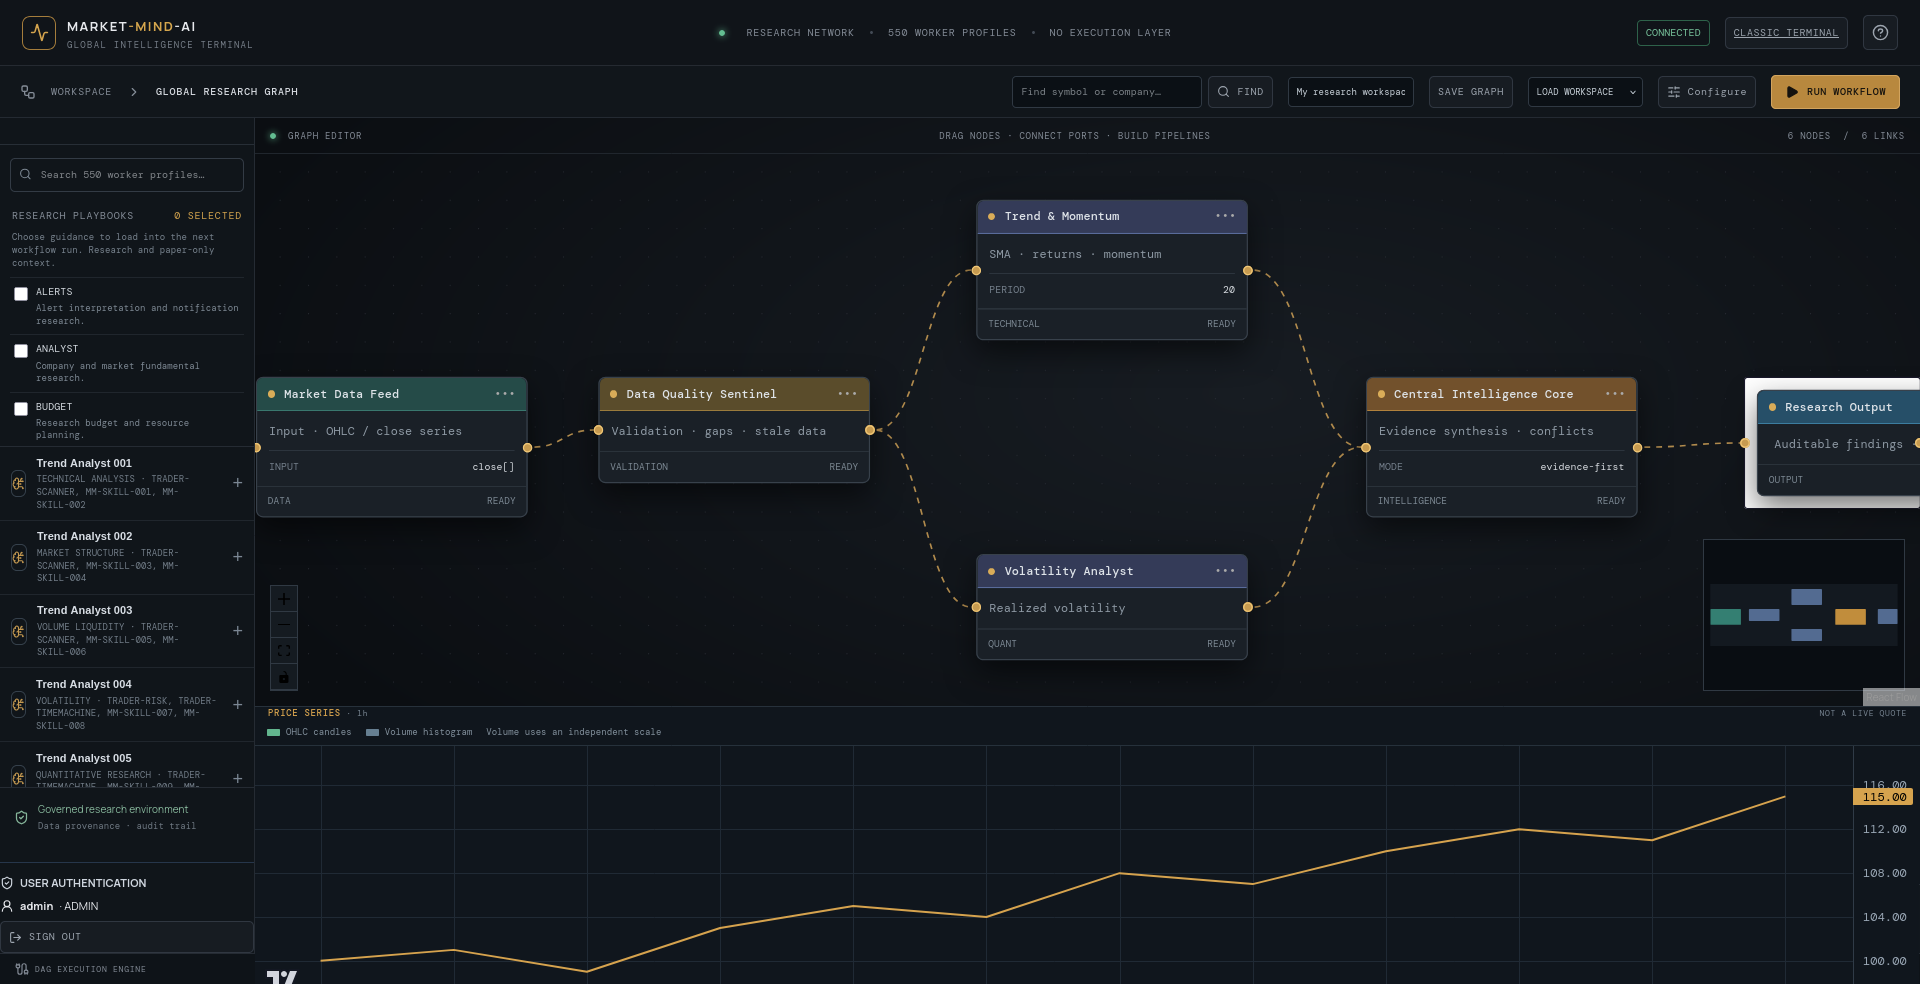 MARKET-MIND-AI
GLOBAL INTELLIGENCE TERMINAL
RESEARCH NETWORK • 550 WORKER PROFILES • NO EXECUTION LAYER
CONNECTED
CLASSIC TERMINAL
WORKSPACE > GLOBAL RESEARCH GRAPH
Find symbol or company…
FIND
My research workspac
SAVE GRAPH
LOAD WORKSPACE
Configure
RUN WORKFLOW
GRAPH EDITOR
DRAG NODES · CONNECT PORTS · BUILD PIPELINES
6 NODES / 6 LINKS
Search 550 worker profiles…
RESEARCH PLAYBOOKS
0 SELECTED
Choose guidance to load into the next
workflow run. Research and paper-only
context.
ALERTS
Alert interpretation and notification
research.
ANALYST
Company and market fundamental
research.
BUDGET
Research budget and resource
planning.
Trend Analyst 001
TECHNICAL ANALYSIS · TRADER-
SCANNER, MM-SKILL-001, MM-
SKILL-002
+
Trend Analyst 002
MARKET STRUCTURE · TRADER-
SCANNER, MM-SKILL-003, MM-
SKILL-004
+
Trend Analyst 003
VOLUME LIQUIDITY · TRADER-
SCANNER, MM-SKILL-005, MM-
SKILL-006
+
Trend Analyst 004
VOLATILITY · TRADER-RISK, TRADER-
TIMEMACHINE, MM-SKILL-007, MM-
SKILL-008
+
Trend Analyst 005
QUANTITATIVE RESEARCH · TRADER-
TIMEMACHINE, MM-SKILL-009, MM-
+
Governed research environment
Data provenance · audit trail
USER AUTHENTICATION
admin · ADMIN
SIGN OUT
DAG EXECUTION ENGINE
Market Data Feed
Input · OHLC / close series
INPUT close[]
DATA READY
Data Quality Sentinel
Validation · gaps · stale data
VALIDATION READY
Trend & Momentum
SMA · returns · momentum
PERIOD 20
TECHNICAL READY
Volatility Analyst
Realized volatility
QUANT READY
Central Intelligence Core
Evidence synthesis · conflicts
MODE evidence-first
INTELLIGENCE READY
Research Output
Auditable findings
OUTPUT
React Flow
PRICE SERIES · 1h
NOT A LIVE QUOTE
OHLC candles
Volume histogram
Volume uses an independent scale
116.00
115.00
112.00
108.00
104.00
100.00